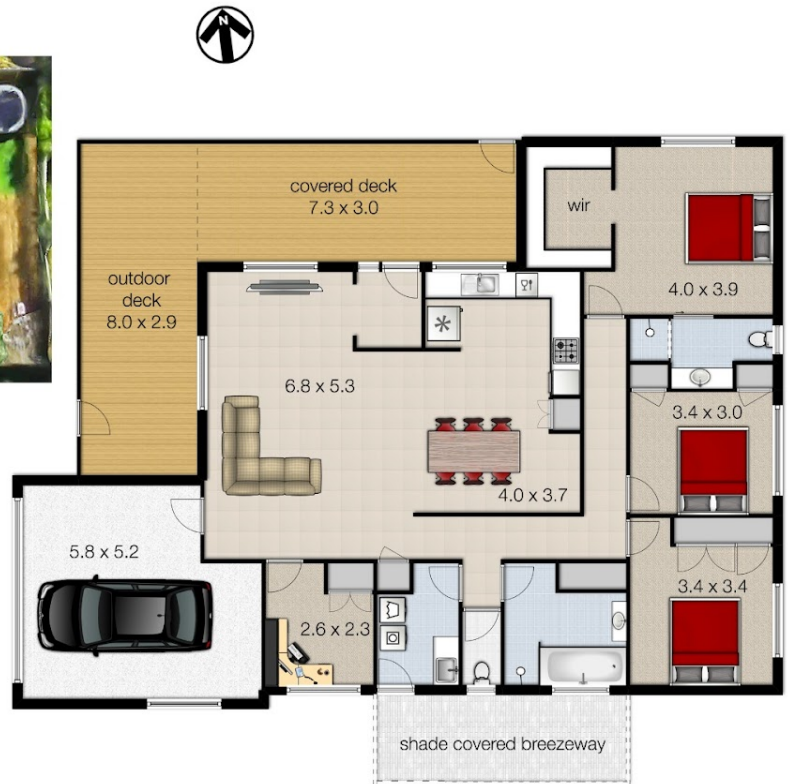 N
covered deck
7.3 x 3.0
wir
outdoor
deck
8.0 x 2.9
4.0 x 3.9
6.8 x 5.3
3.4 x 3.0
4.0 x 3.7
5.8 x 5.2
3.4 x 3.4
2.6 x 2.3
shade covered breezeway